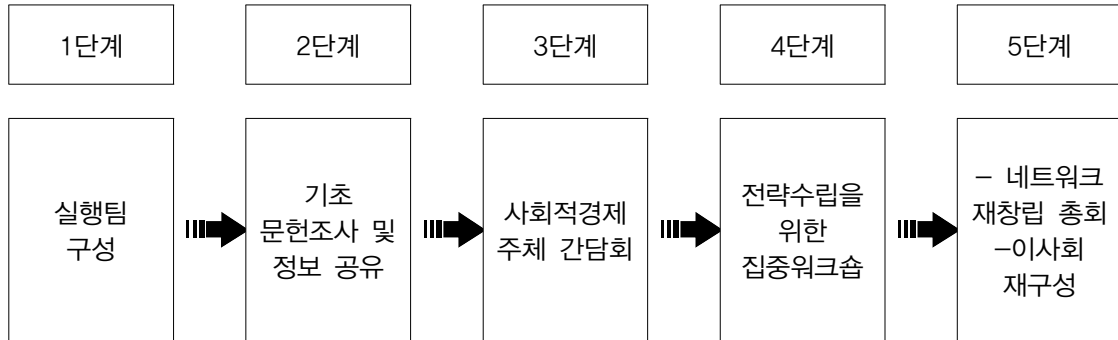 1단계
2단계
3단계
4단계
5단계
실행팀
구성
기초
문헌조사 및
정보 공유
사회적경제
주체 간담회
전략수립을
위한
집중워크숍
- 네트워크
재창립 총회
-이사회
재구성